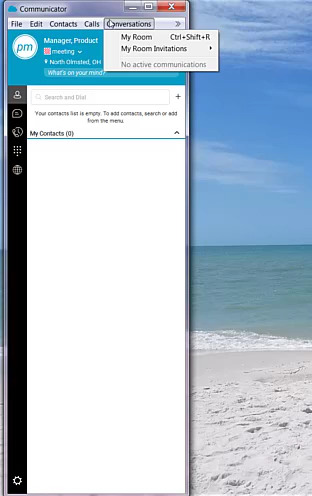 Communicator
File Edit Contacts Calls Conversations »
My Room Ctrl+Shift+R
My Room Invitations
No active communications
pm
Manager, Product
meeting
North Olmsted, OH
What's on your mind?
Search and Dial
Your contacts list is empty. To add contacts, search or add
from the menu.
My Contacts (0)